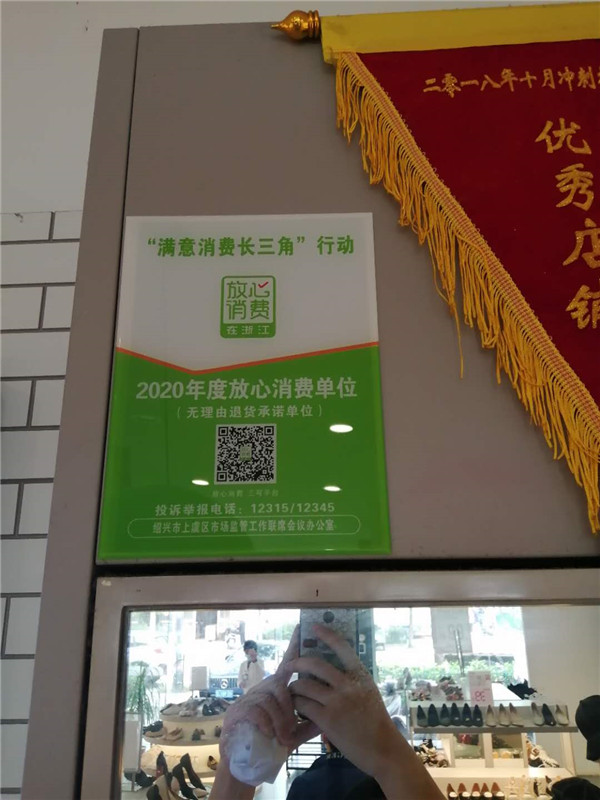 “满意消费长三角”行动
放心
消费
在浙江
2020年度放心消费单位
(无理由退货承诺单位)
投诉举报电话：12315/12345
绍兴市上虞区市场监管工作联席会议办公室
二零一八年十月冲刺
优秀店铺